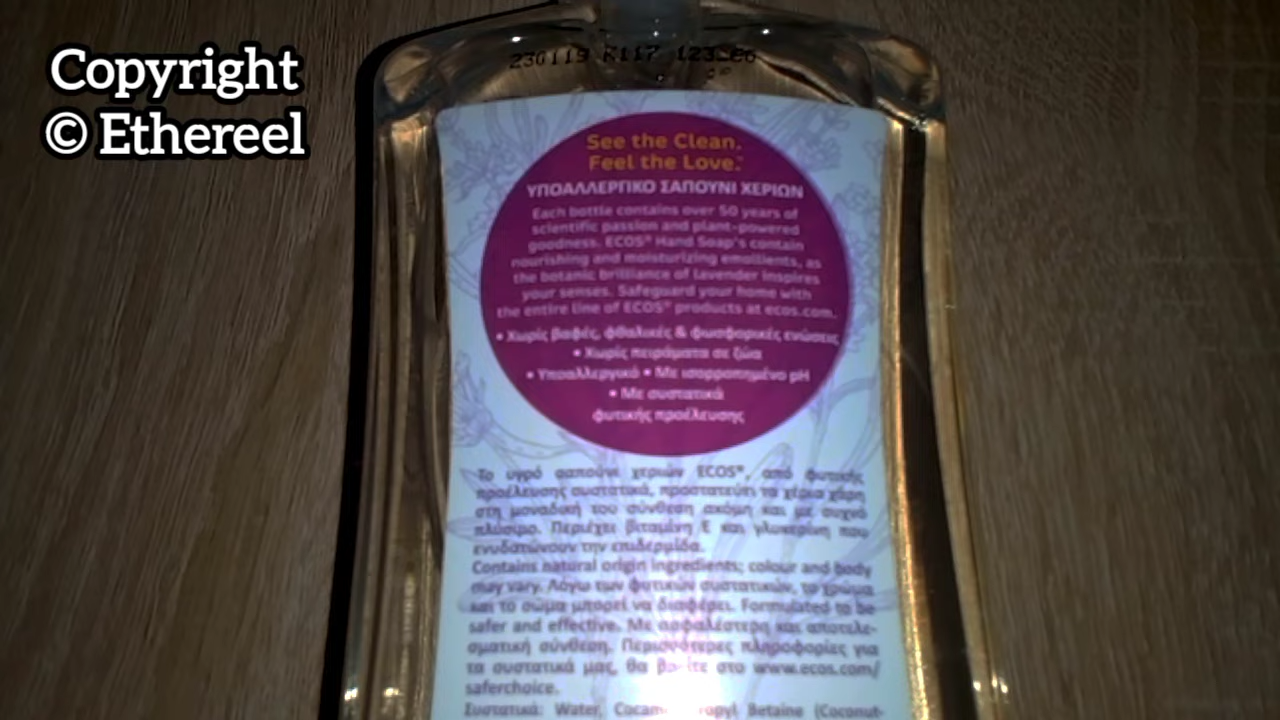 Copyright
© Ethereel
230119 R117
See the Clean.
Feel the Love.
ΥΠΟΑΛΛΕΡΓΙΚΟ ΣΑΠΟΥΝΙ ΧΕΡΙΩΝ
Each bottle contains over 50 years of
scientific passion and plant-powered
goodness. ECOS® Hand Soap's contain
nourishing and moisturizing emollients, as
the botanic brilliance of lavender inspires
your senses. Safeguard your home with
the entire line of ECOS® products at ecos.com.
• Χωρίς βαφές, φθαλικές & φωσφορικές ενώσεις
• Χωρίς πειράματα σε ζώα
• Υποαλλεργικό • Με ισορροπημένο pH
• Με συστατικά
φυτικής προέλευσης
Το υγρό σαπούνι χεριών ECOS®, από φυτικής
προέλευσης συστατικά, προστατεύει τα χέρια χάρη
στη μοναδική του σύνθεση ακόμη και με συχνό
πλύσιμο. Περιέχει βιταμίνη Ε και γλυκερίνη που
ενυδατώνουν την επιδερμίδα.
Contains natural origin ingredients; colour and body
may vary. Λόγω των φυτικών συστατικών, το χρώμα
και το σώμα μπορεί να διαφέρει. Formulated to be
safer and effective. Με ασφαλέστερη και αποτελε-
σματική σύνθεση. Περισσότερες πληροφορίες για
τα συστατικά μας, θα βρείτε στο www.ecos.com/
saferchoice.
Συστατικά: Water, Betaine (Coconut-